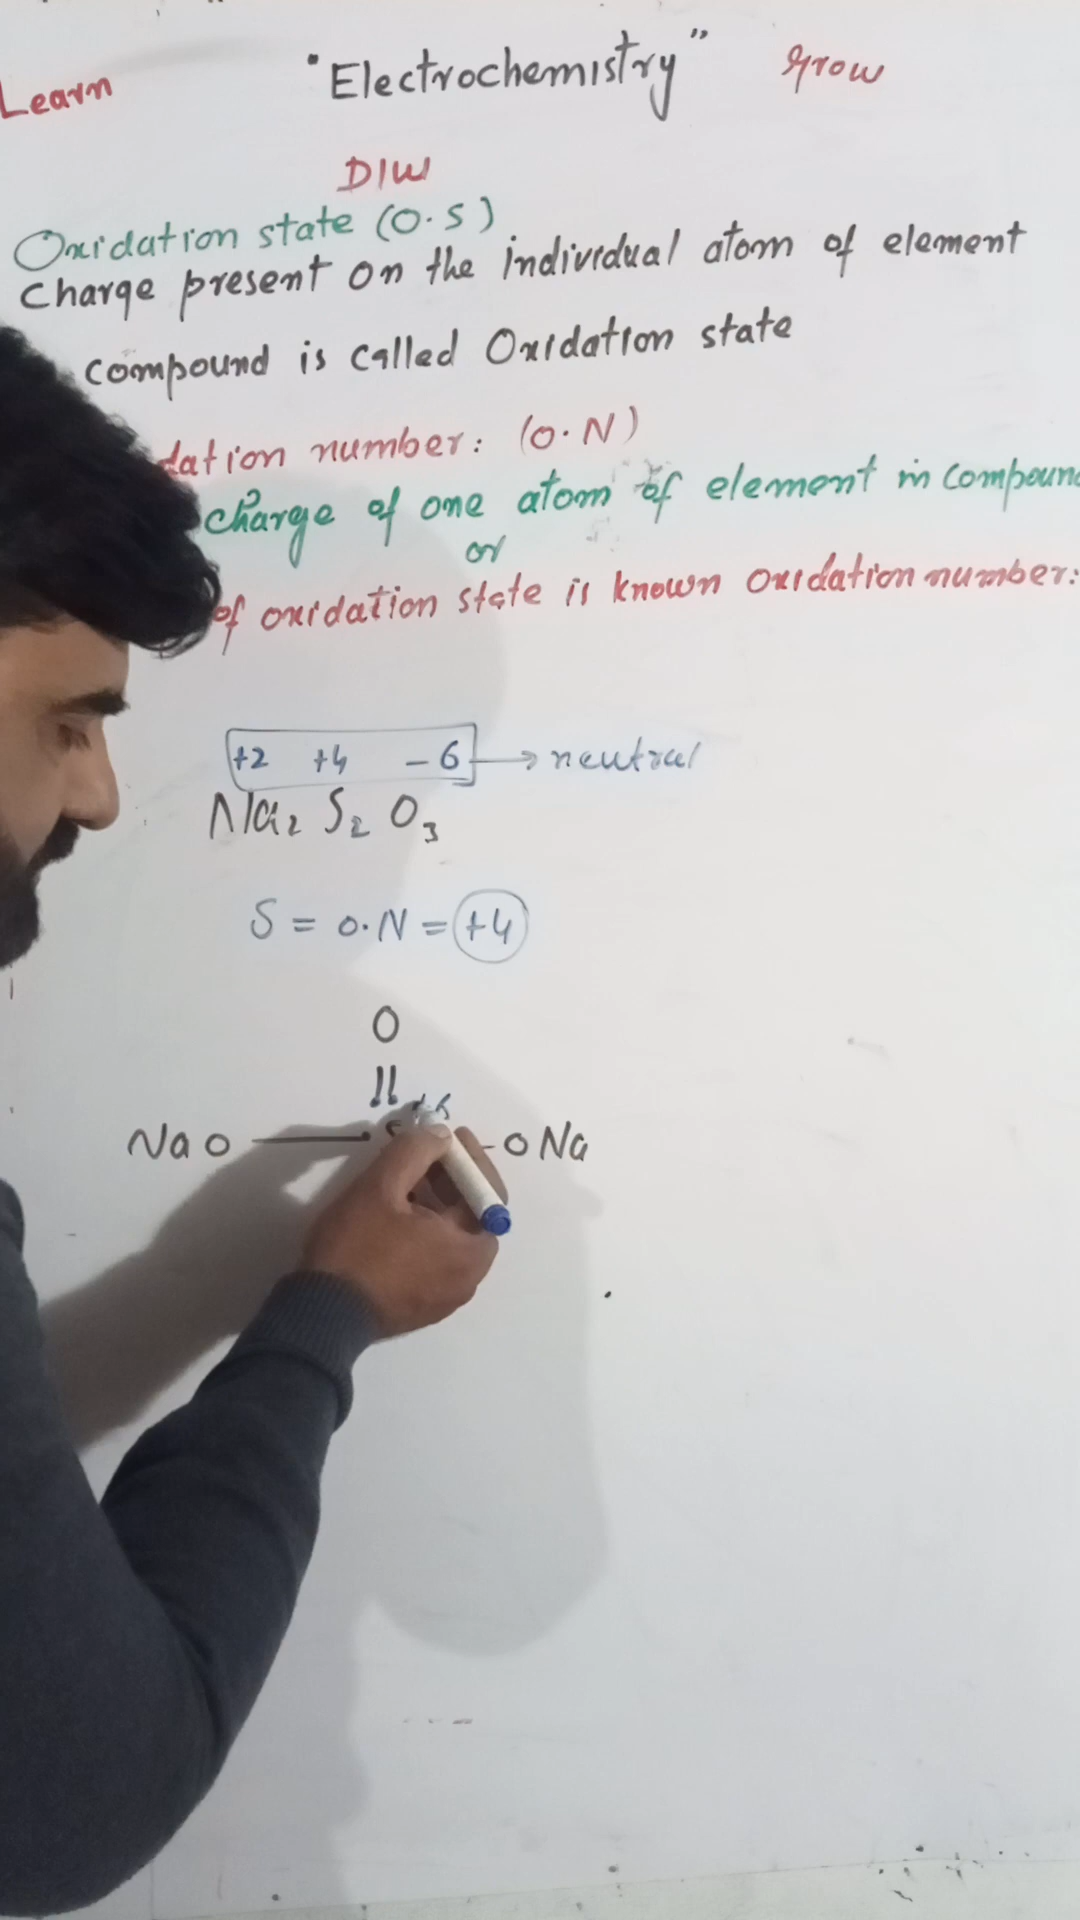 Learn "Electrochemistry" Grow
DIW
Oxidation state (O.S)
Charge present on the individual atom of element
compound is called Oxidation state
dation number: (O.N)
charge of one atom of element in compound
or
of oxidation state is known oxidation number:
+2 +4 -6 → neutral
Na2 S2 O3
S = O.N = +4
O
NaO — S - ONa